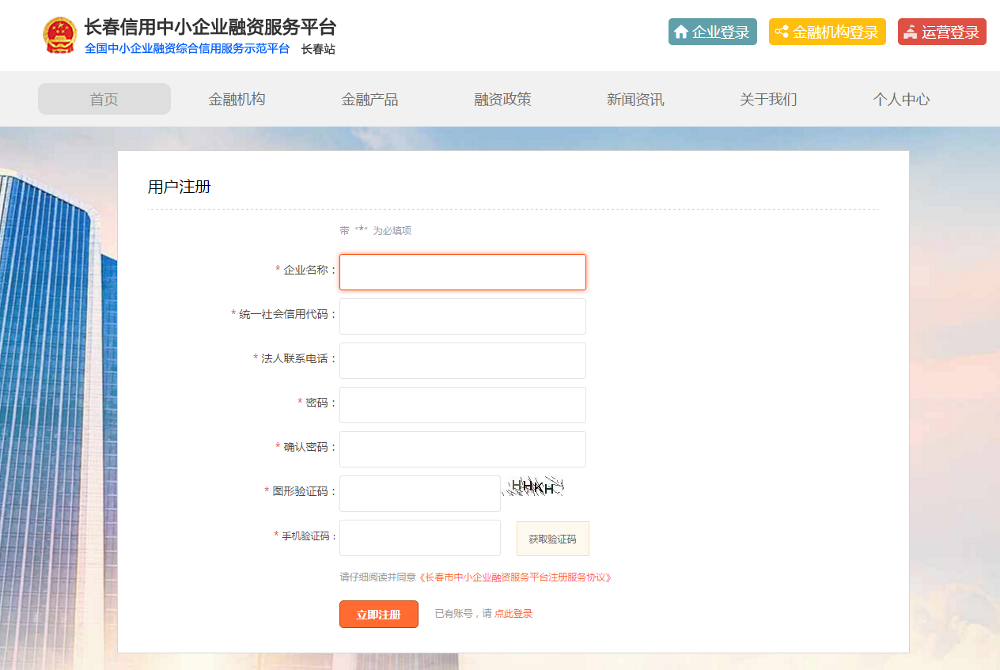 长春信用中小企业融资服务平台
全国中小企业融资综合信用服务示范平台 长春站
企业登录 金融机构登录 运营登录
首页 金融机构 金融产品 融资政策 新闻资讯 关于我们 个人中心
用户注册
带 “*” 为必填项
* 企业名称：
* 统一社会信用代码：
* 法人联系电话：
* 密码：
* 确认密码：
* 图形验证码： HHKH
* 手机验证码： 获取验证码
请仔细阅读并同意《长春市中小企业融资服务平台注册服务协议》
立即注册 已有账号，请 点此登录